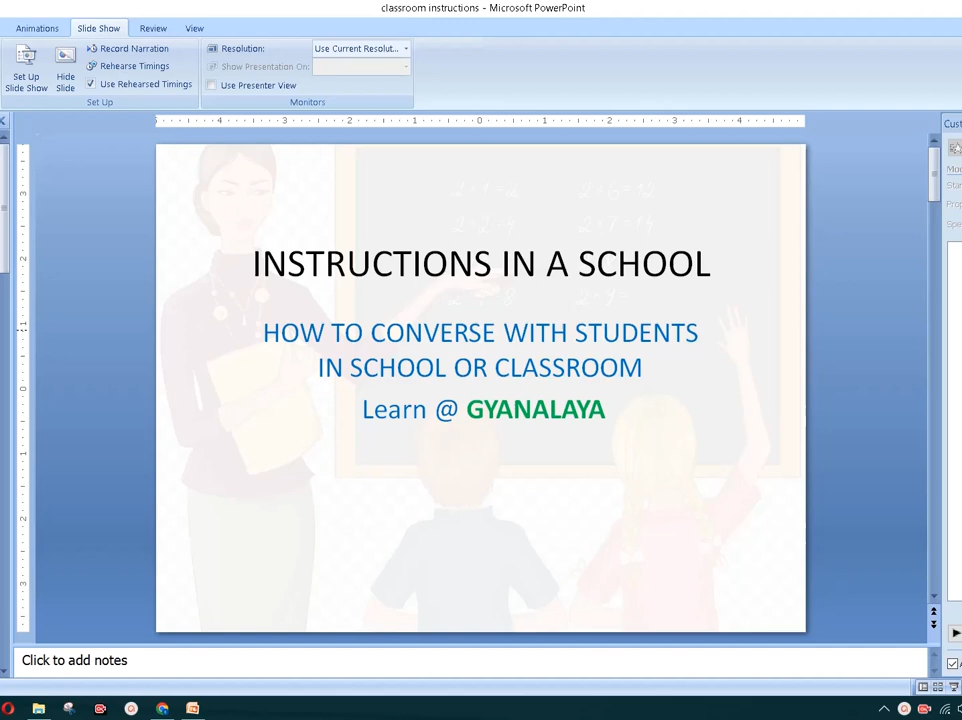 classroom instructions - Microsoft PowerPoint
Animations Slide Show Review View
Set Up Slide Show
Hide Slide
Record Narration
Rehearse Timings
Use Rehearsed Timings
Set Up
Resolution: Use Current Resolut...
Show Presentation On:
Use Presenter View
Monitors
INSTRUCTIONS IN A SCHOOL
HOW TO CONVERSE WITH STUDENTS
IN SCHOOL OR CLASSROOM
Learn @ GYANALAYA
Click to add notes